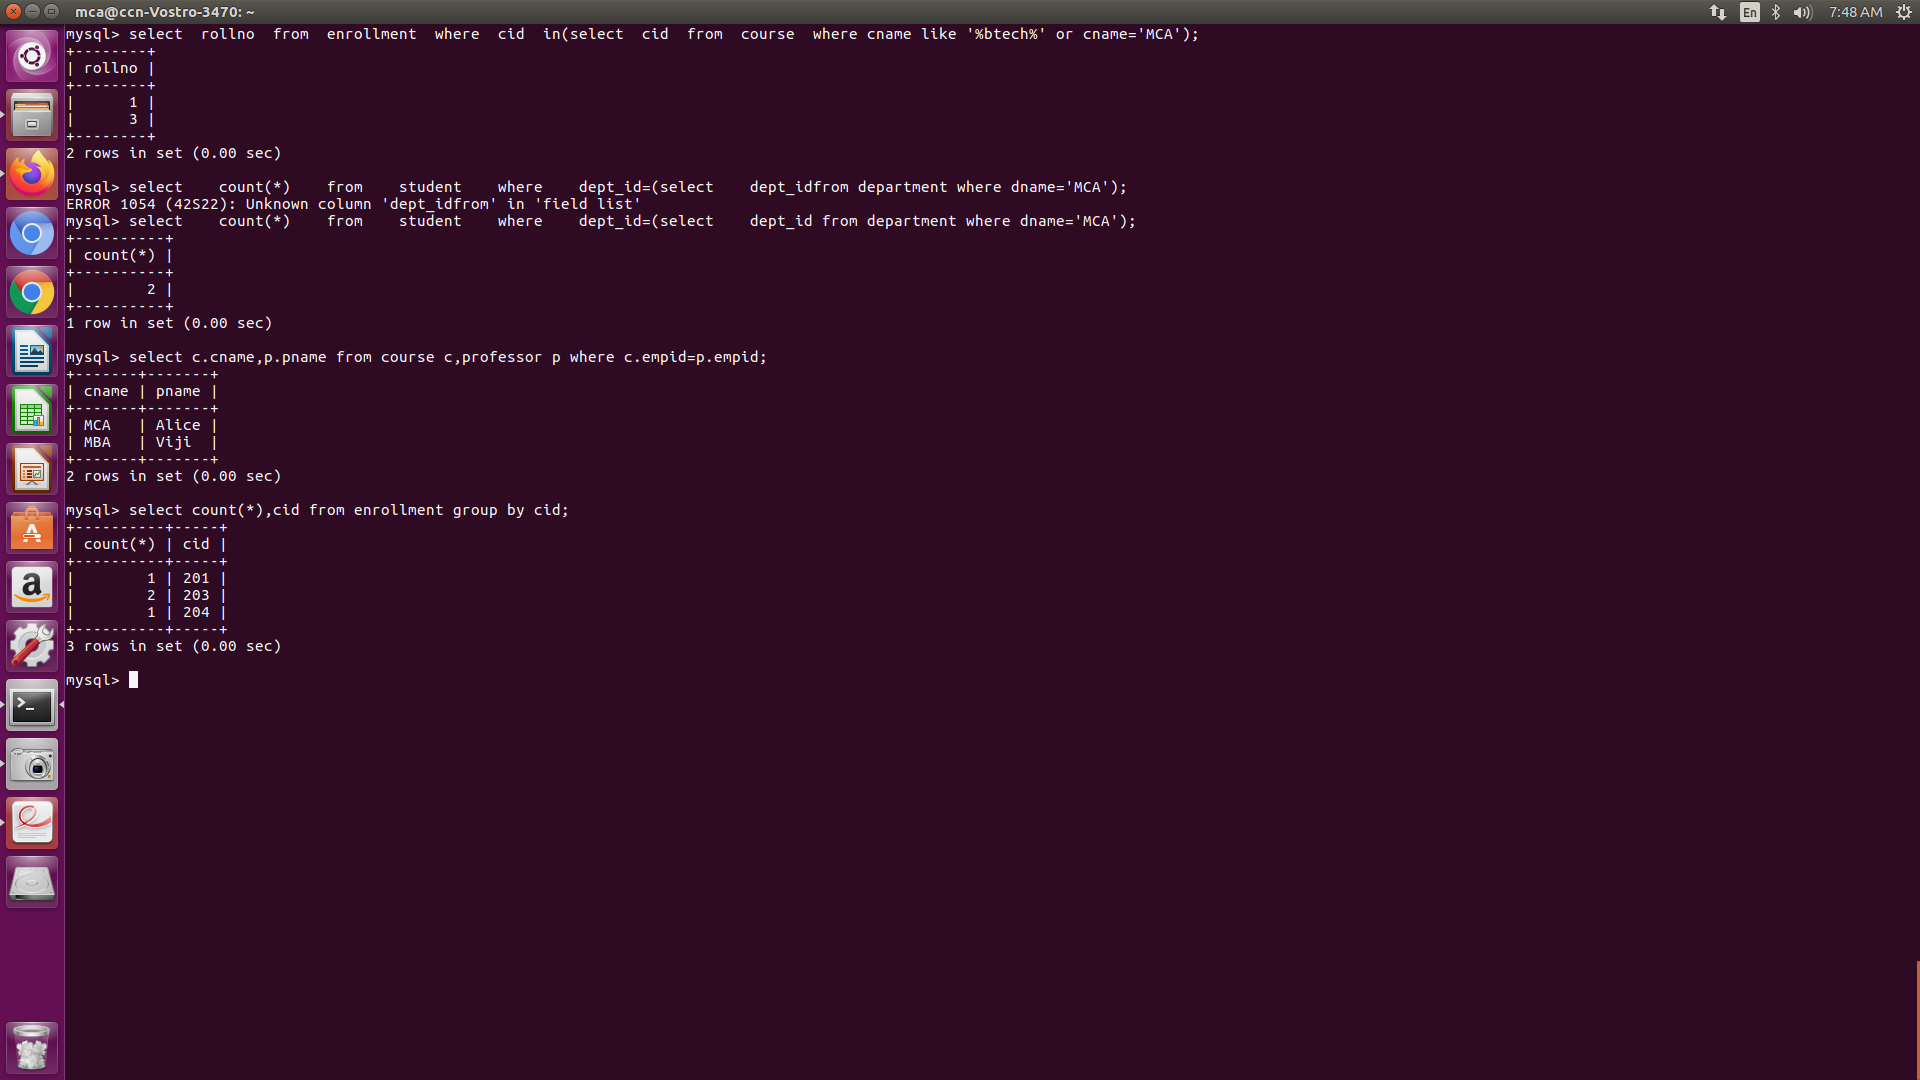 mca@ccn-Vostro-3470: ~
En
7:48 AM
mysql> select  rollno  from  enrollment  where  cid  in(select  cid  from  course  where cname like '%btech%' or cname='MCA');
+--------+
| rollno |
+--------+
|      1 |
|      3 |
+--------+
2 rows in set (0.00 sec)

mysql> select    count(*)    from    student    where    dept_id=(select    dept_idfrom department where dname='MCA');
ERROR 1054 (42S22): Unknown column 'dept_idfrom' in 'field list'
mysql> select    count(*)    from    student    where    dept_id=(select    dept_id from department where dname='MCA');
+----------+
| count(*) |
+----------+
|        2 |
+----------+
1 row in set (0.00 sec)

mysql> select c.cname,p.pname from course c,professor p where c.empid=p.empid;
+-------+-------+
| cname | pname |
+-------+-------+
| MCA   | Alice |
| MBA   | Viji  |
+-------+-------+
2 rows in set (0.00 sec)

mysql> select count(*),cid from enrollment group by cid;
+----------+-----+
| count(*) | cid |
+----------+-----+
|        1 | 201 |
|        2 | 203 |
|        1 | 204 |
+----------+-----+
3 rows in set (0.00 sec)

mysql>